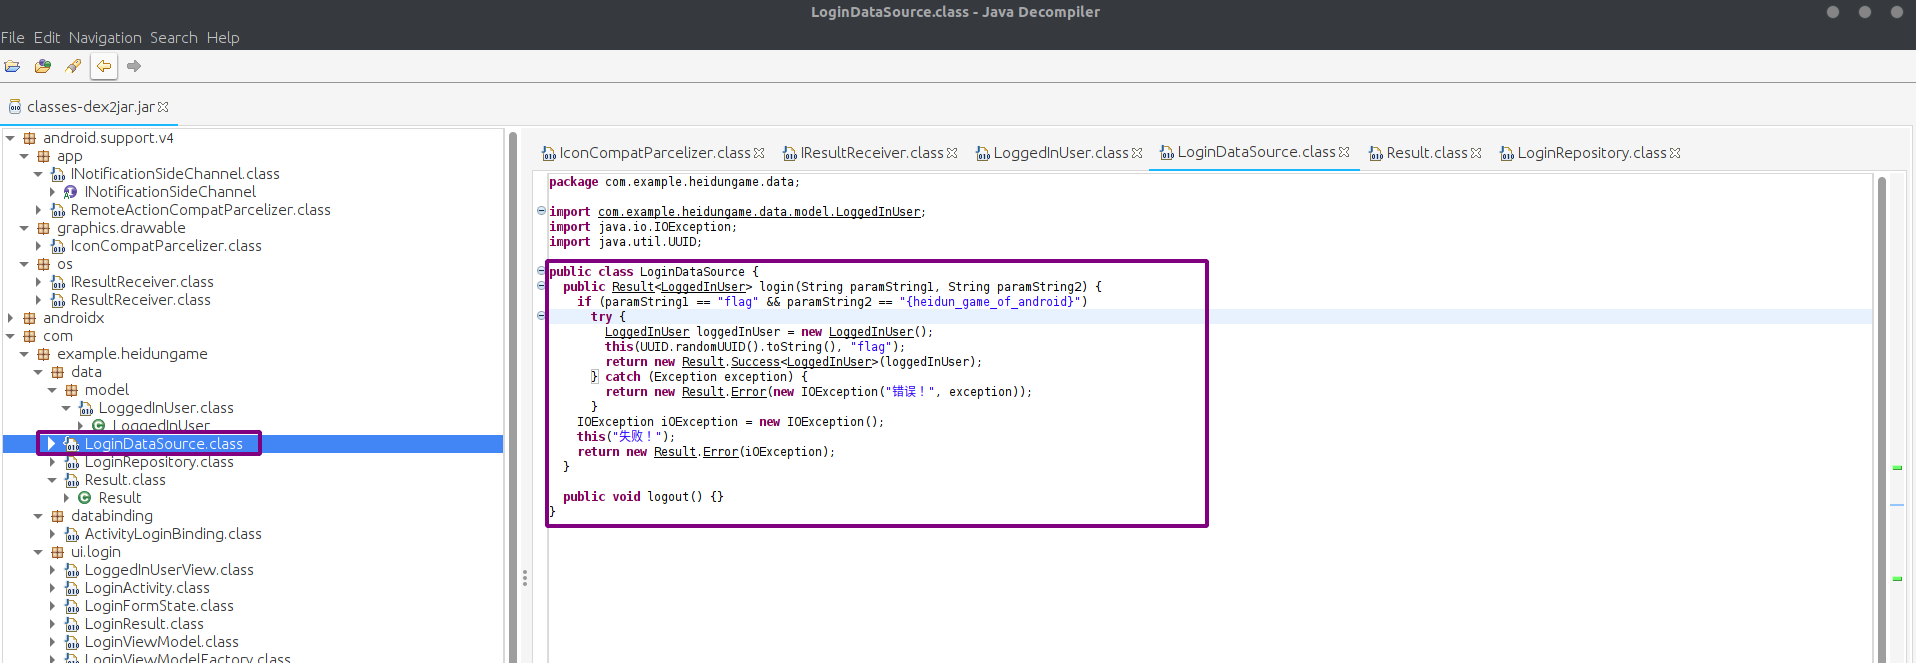 LoginDataSource.class - Java Decompiler
File Edit Navigation Search Help
classes-dex2jar.jar
android.support.v4
app
INotificationSideChannel.class
INotificationSideChannel
RemoteActionCompatParcelizer.class
graphics.drawable
IconCompatParcelizer.class
os
IResultReceiver.class
ResultReceiver.class
androidx
com
example.heidungame
data
model
LoggedInUser.class
LoggedInUser
LoginDataSource.class
LoginRepository.class
Result.class
Result
databinding
ActivityLoginBinding.class
ui.login
LoggedInUserView.class
LoginActivity.class
LoginFormState.class
LoginResult.class
LoginViewModel.class
LoginViewModelFactory.class
IconCompatParcelizer.class IResultReceiver.class LoggedInUser.class LoginDataSource.class Result.class LoginRepository.class
package com.example.heidungame.data;
import com.example.heidungame.data.model.LoggedInUser;
import java.io.IOException;
import java.util.UUID;
public class LoginDataSource {
public Result<LoggedInUser> login(String paramString1, String paramString2) {
if (paramString1 == "flag" && paramString2 == "{heidun_game_of_android}")
try {
LoggedInUser loggedInUser = new LoggedInUser();
this(UUID.randomUUID().toString(), "flag");
return new Result.Success<LoggedInUser>(loggedInUser);
} catch (Exception exception) {
return new Result.Error(new IOException("错误！", exception));
}
IOException iOException = new IOException();
this("失败！");
return new Result.Error(iOException);
}
public void logout() {}
}